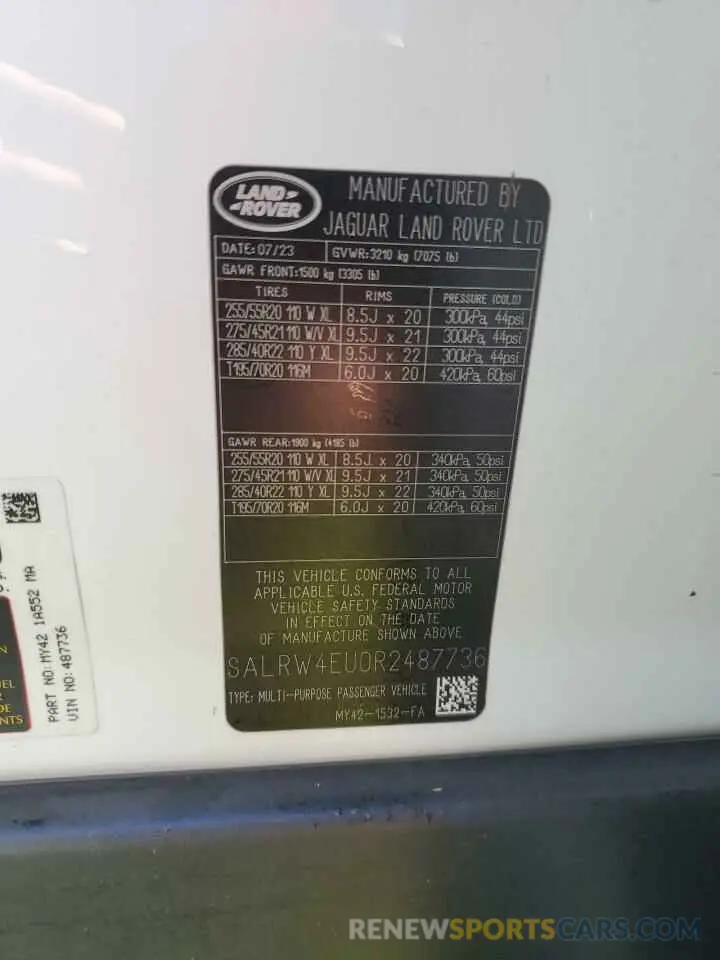 LAND ROVER
MANUFACTURED BY
JAGUAR LAND ROVER LTD
DATE:07/23 GVWR:3210 kg (7075 lb)
GAWR FRONT:1500 kg (3305 lb)
TIRES RIMS PRESSURE (COLD)
255/55R20 110 W XL 8.5J x 20 300kPa, 44psi
275/45R21 110 W/V XL 9.5J x 21 300kPa, 44psi
285/40R22 110 Y XL 9.5J x 22 300kPa, 44psi
T195/70R20 116M 6.0J x 20 420kPa, 60psi
GAWR REAR:1900 kg (4185 lb)
255/55R20 110 W XL 8.5J x 20 340kPa, 50psi
275/45R21 110 W/V XL 9.5J x 21 340kPa, 50psi
285/40R22 110 Y XL 9.5J x 22 340kPa, 50psi
T195/70R20 116M 6.0J x 20 420kPa, 60psi
THIS VEHICLE CONFORMS TO ALL
APPLICABLE U.S. FEDERAL MOTOR
VEHICLE SAFETY STANDARDS
IN EFFECT ON THE DATE
OF MANUFACTURE SHOWN ABOVE
SALRW4EU0R2487736
TYPE: MULTI-PURPOSE PASSENGER VEHICLE
MY42-1532-FA
PART NO:MY42 1A552 MA
VIN NO:487736
RENEWSPORTSCARS.COM